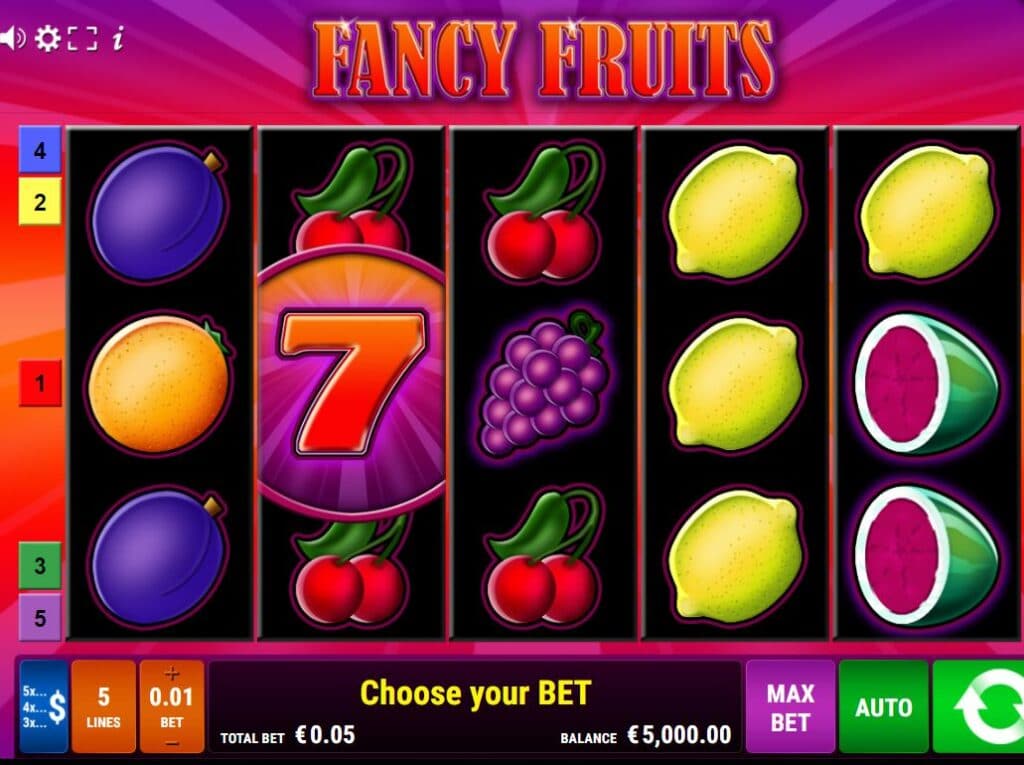 i
FANCY FRUITS
4
2
7
1
3
5
5x...
4x...
3x...
$
5
LINES
+
0.01
BET
−
Choose your BET
TOTAL BET €0.05
BALANCE €5,000.00
MAX
BET
AUTO